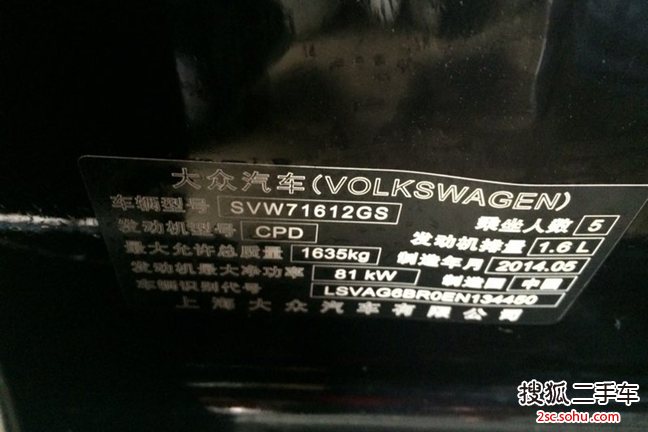 大众汽车(VOLKSWAGEN)
车辆型号 SVW71612GS 乘坐人数 5
发动机型号 CPD 发动机排量 1.6L
最大允许总质量 1635kg 制造年月 2014.05
发动机最大净功率 81kW 制造国 中国
车辆识别代号 LSVAG6BR0EN134460
上海大众汽车有限公司
搜狐二手车
2sc.sohu.com